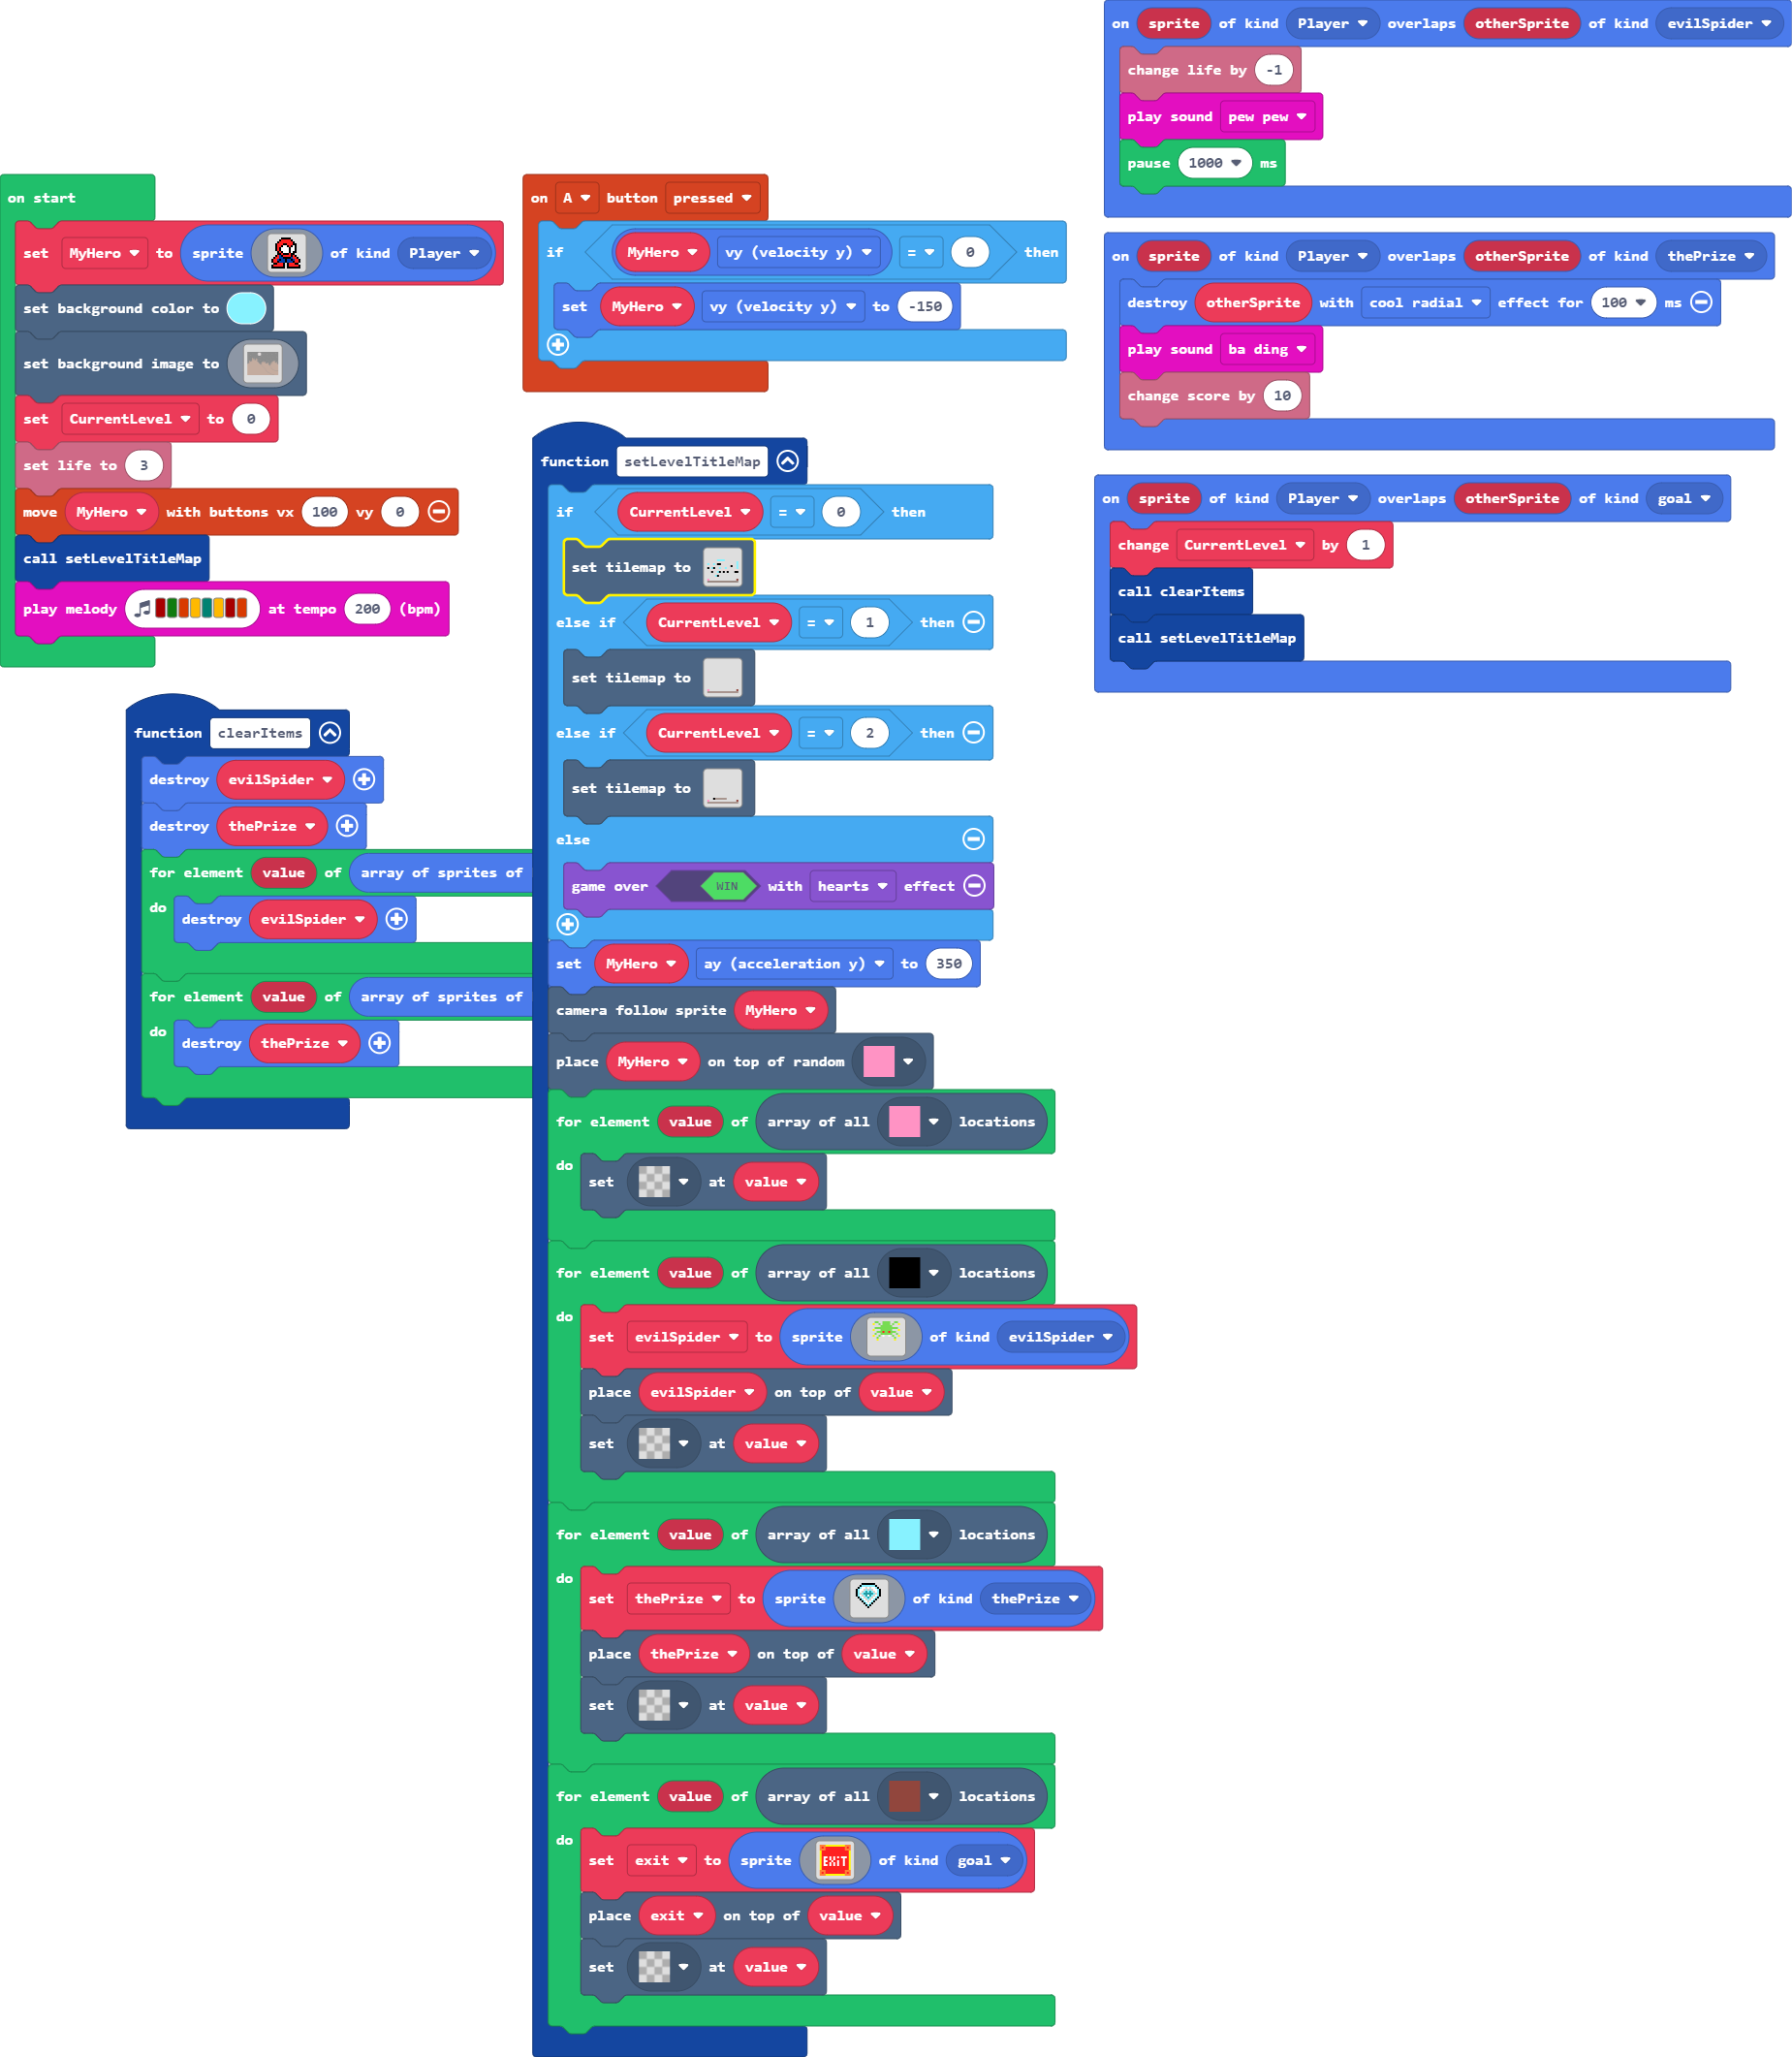 on start
set MyHero to sprite of kind Player
set background color to
set background image to
set CurrentLevel to 0
set life to 3
move MyHero with buttons vx 100 vy 0
call setLevelTitleMap
play melody at tempo 200 (bpm)
function clearItems
destroy evilSpider
destroy thePrize
for element value of array of sprites of
do destroy evilSpider
for element value of array of sprites of
do destroy thePrize
on A button pressed
if MyHero vy (velocity y) = 0 then
set MyHero vy (velocity y) to -150
function setLevelTitleMap
if CurrentLevel = 0 then
set tilemap to
else if CurrentLevel = 1 then
set tilemap to
else if CurrentLevel = 2 then
set tilemap to
else
game over WIN with hearts effect
set MyHero ay (acceleration y) to 350
camera follow sprite MyHero
place MyHero on top of random
for element value of array of all locations
do set at value
for element value of array of all locations
do set evilSpider to sprite of kind evilSpider
place evilSpider on top of value
set at value
for element value of array of all locations
do set thePrize to sprite of kind thePrize
place thePrize on top of value
set at value
for element value of array of all locations
do set exit to sprite EXiT of kind goal
place exit on top of value
set at value
on sprite of kind Player overlaps otherSprite of kind evilSpider
change life by -1
play sound pew pew
pause 1000 ms
on sprite of kind Player overlaps otherSprite of kind thePrize
destroy otherSprite with cool radial effect for 100 ms
play sound ba ding
change score by 10
on sprite of kind Player overlaps otherSprite of kind goal
change CurrentLevel by 1
call clearItems
call setLevelTitleMap